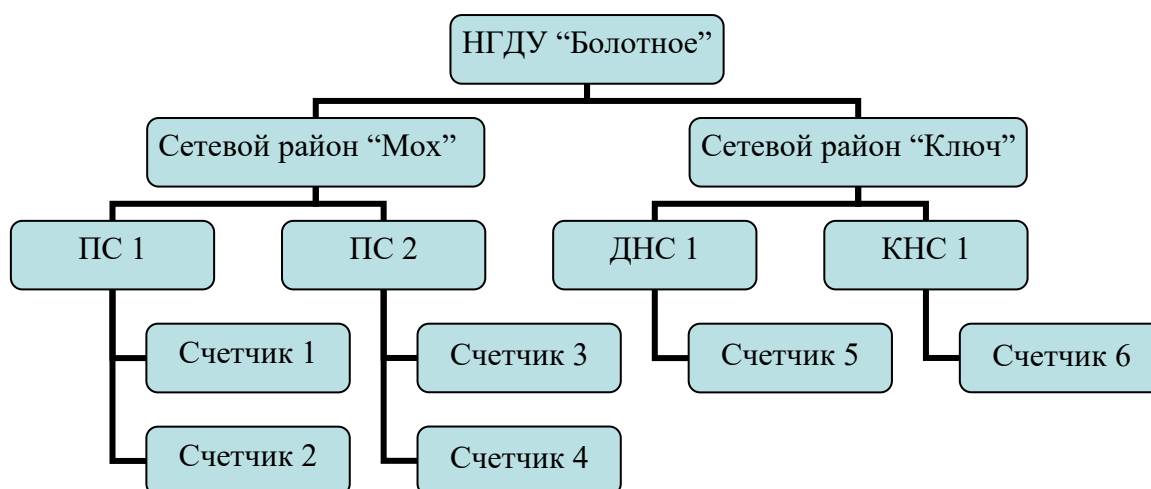 НГДУ “Болотное”
Сетевой район “Мох”
Сетевой район “Ключ”
ПС 1
ПС 2
ДНС 1
КНС 1
Счетчик 1
Счетчик 3
Счетчик 5
Счетчик 6
Счетчик 2
Счетчик 4